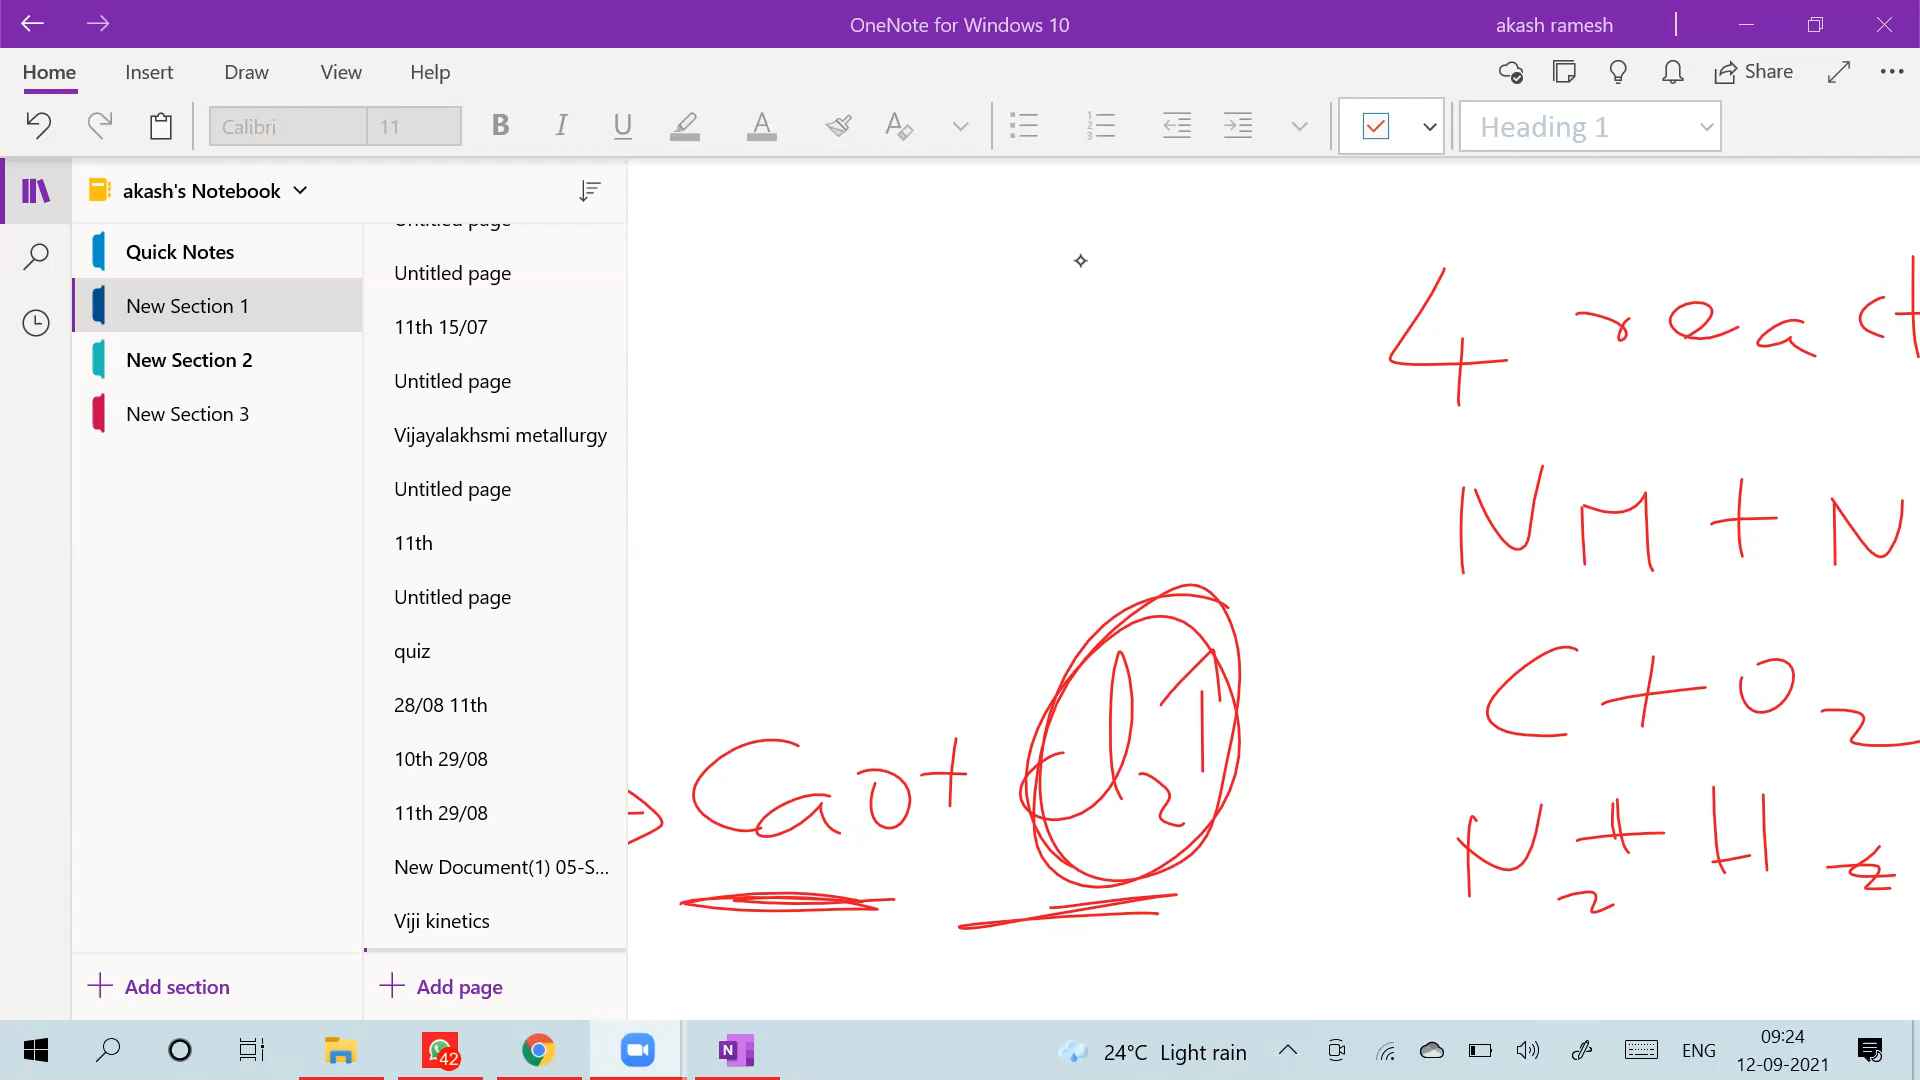 OneNote for Windows 10
akash ramesh
Home Insert Draw View Help
Share
Calibri 11 B I U A A
Heading 1
akash's Notebook
Quick Notes
New Section 1
New Section 2
New Section 3
Add section
Untitled page
Untitled page
11th 15/07
Untitled page
Vijayalakhsmi metallurgy
Untitled page
11th
Untitled page
quiz
28/08 11th
10th 29/08
11th 29/08
New Document(1) 05-S...
Viji kinetics
Add page
4 react
NM + N
C + O2
N2 + H2
CaO + Cl2↑
42
N
24°C Light rain
ENG
09:24
12-09-2021